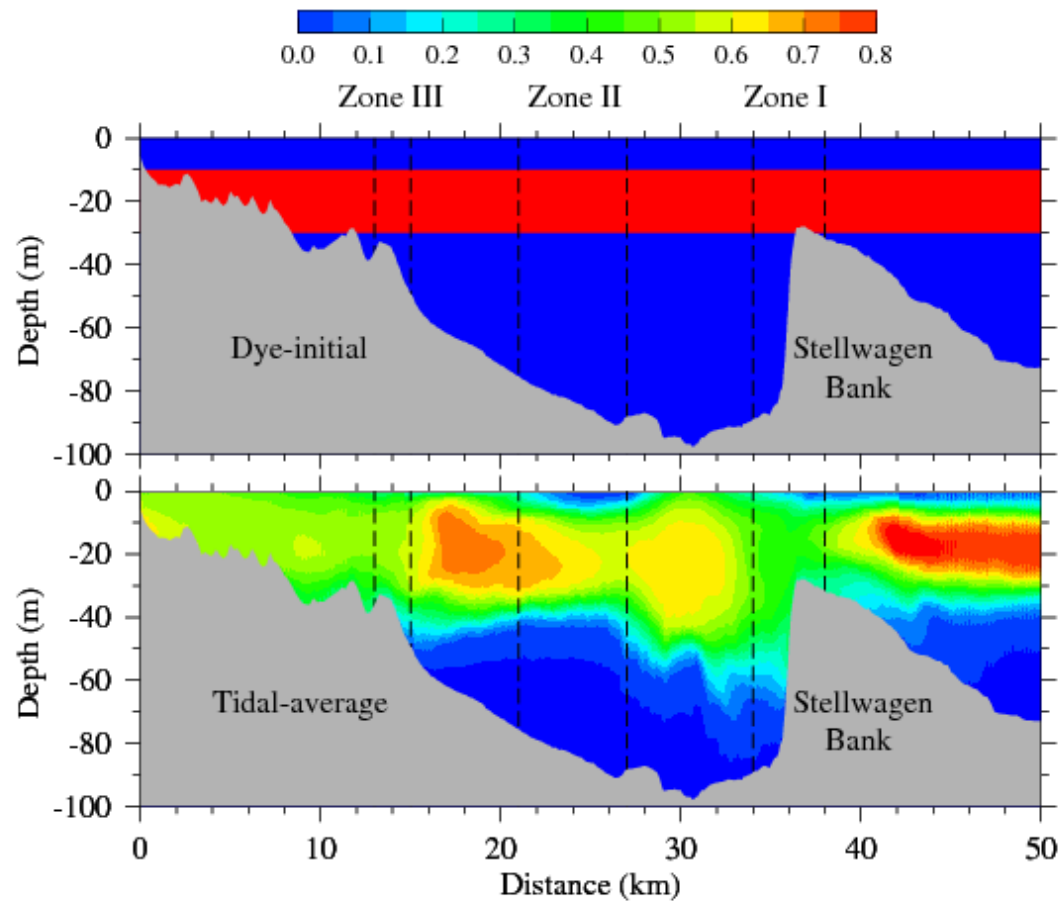 0.0 0.1 0.2 0.3 0.4 0.5 0.6 0.7 0.8
Zone III Zone II Zone I
0
-20
-40
-60
-80
-100
Depth (m)
Dye-initial
Stellwagen
Bank
0
-20
-40
-60
-80
-100
Depth (m)
Tidal-average
Stellwagen
Bank
0 10 20 30 40 50
Distance (km)